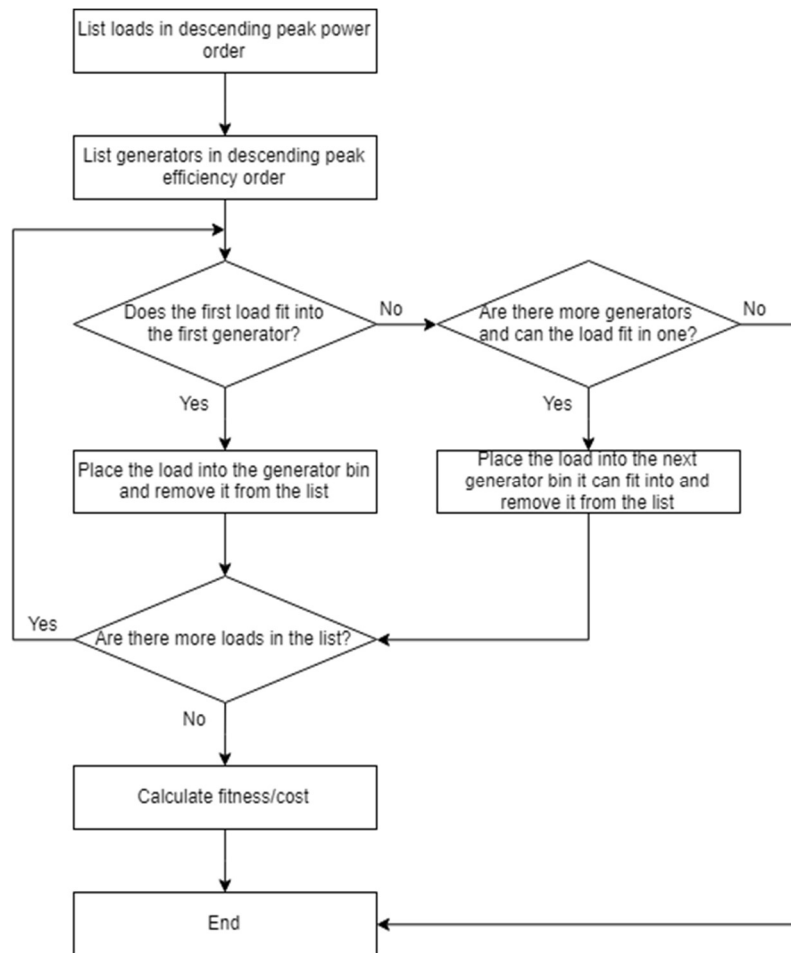 List loads in descending peak power
order
List generators in descending peak
efficiency order
Does the first load fit into
the first generator?
No
Are there more generators
and can the load fit in one?
No
Yes
Yes
Place the load into the generator bin
and remove it from the list
Place the load into the next
generator bin it can fit into and
remove it from the list
Yes
Are there more loads in the list?
No
Calculate fitness/cost
End